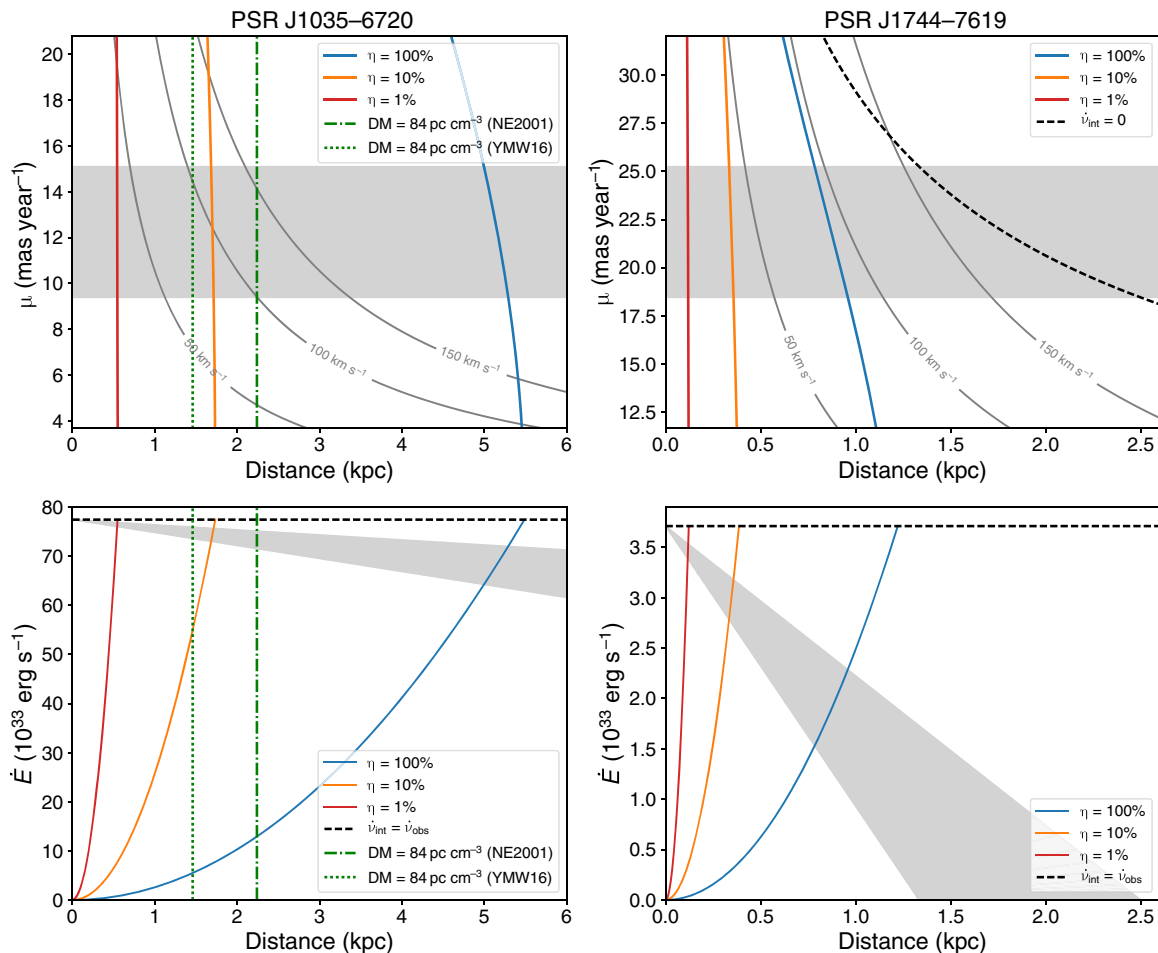 PSR J1035–6720
20
18
16
14
12
10
8
6
4
μ (mas year⁻¹)
η = 100%
η = 10%
η = 1%
DM = 84 pc cm⁻³ (NE2001)
DM = 84 pc cm⁻³ (YMW16)
50 km s⁻¹
100 km s⁻¹
150 km s⁻¹
0 1 2 3 4 5 6
Distance (kpc)
PSR J1744–7619
30.0
27.5
25.0
22.5
20.0
17.5
15.0
12.5
μ (mas year⁻¹)
η = 100%
η = 10%
η = 1%
ν̇int = 0
50 km s⁻¹
100 km s⁻¹
150 km s⁻¹
0.0 0.5 1.0 1.5 2.0 2.5
Distance (kpc)
80
70
60
50
40
30
20
10
0
Ė (10³³ erg s⁻¹)
η = 100%
η = 10%
η = 1%
ν̇int = ν̇obs
DM = 84 pc cm⁻³ (NE2001)
DM = 84 pc cm⁻³ (YMW16)
0 1 2 3 4 5 6
Distance (kpc)
3.5
3.0
2.5
2.0
1.5
1.0
0.5
0.0
Ė (10³³ erg s⁻¹)
η = 100%
η = 10%
η = 1%
ν̇int = ν̇obs
0.0 0.5 1.0 1.5 2.0 2.5
Distance (kpc)